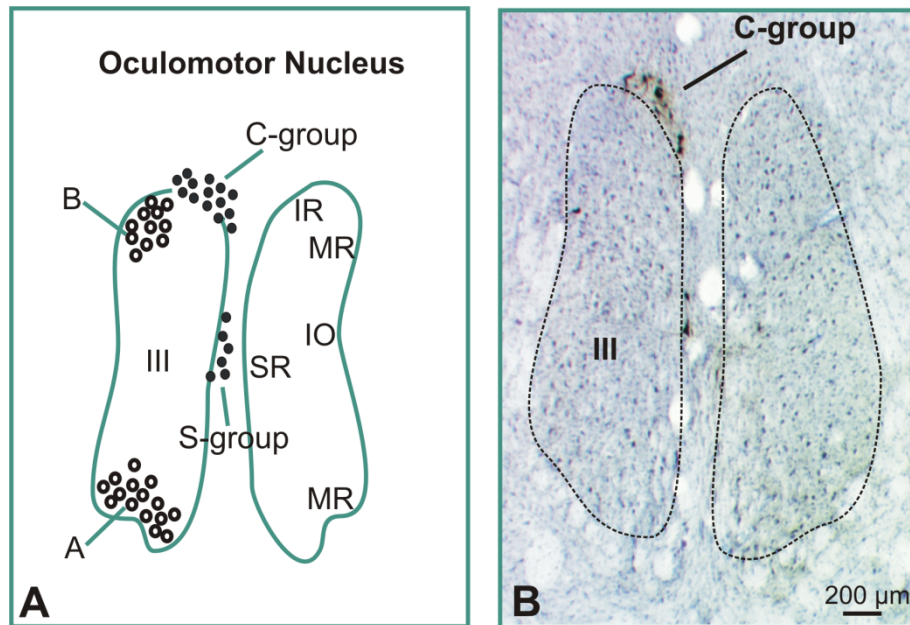 Oculomotor Nucleus
C-group
B
IR
MR
IO
III
SR
S-group
MR
A
A
C-group
III
200 µm
B